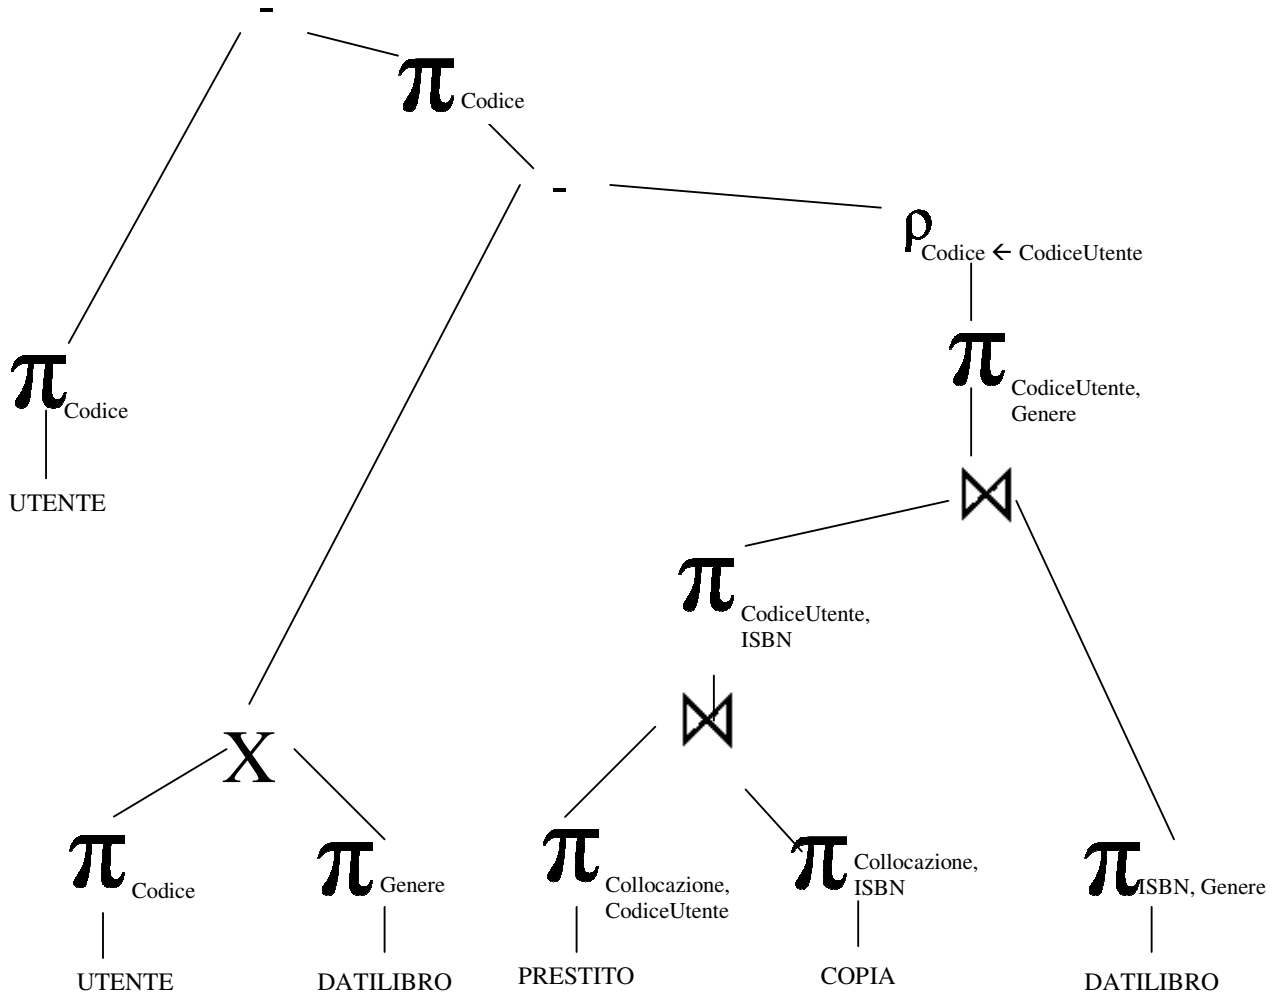 -
π Codice
-
ρ Codice ← CodiceUtente
π Codice
π CodiceUtente,
Genere
UTENTE
⋈
π CodiceUtente,
ISBN
⋈
X
π Codice
π Genere
π Collocazione,
CodiceUtente
π Collocazione,
ISBN
π ISBN, Genere
UTENTE
DATILIBRO
PRESTITO
COPIA
DATILIBRO